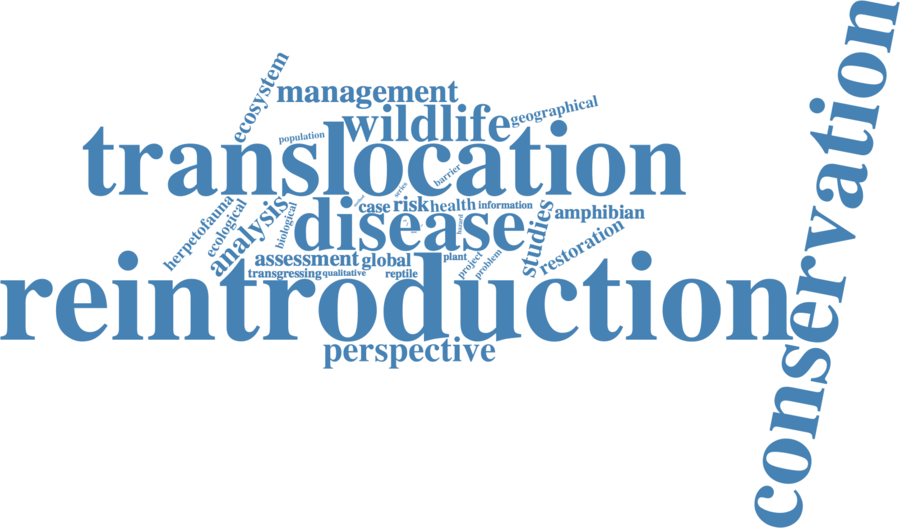 conservation
ecosystem
management
wildlife
geographical
population
translocation
barrier
series
herpetofauna
ecological
analysis
biological
case
risk
health
information
hazard
disease
studies
amphibian
restoration
assessment
global
plant
project
problem
transgressing
qualitative
reptile
reintroduction
perspective